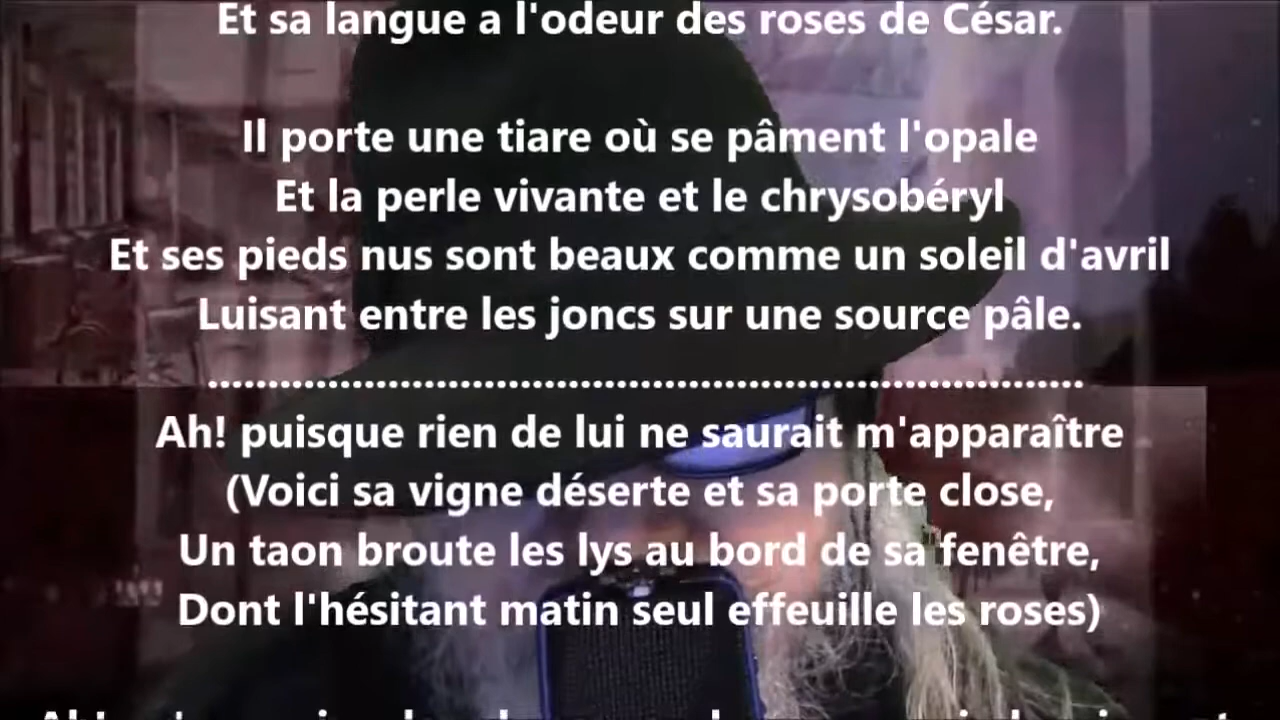 Et sa langue a l'odeur des roses de César.
Il porte une tiare où se pâment l'opale
Et la perle vivante et le chrysobéryl
Et ses pieds nus sont beaux comme un soleil d'avril
Luisant entre les joncs sur une source pâle.
.........................................................................
Ah! puisque rien de lui ne saurait m'apparaître
(Voici sa vigne déserte et sa porte close,
Un taon broute les lys au bord de sa fenêtre,
Dont l'hésitant matin seul effeuille les roses)